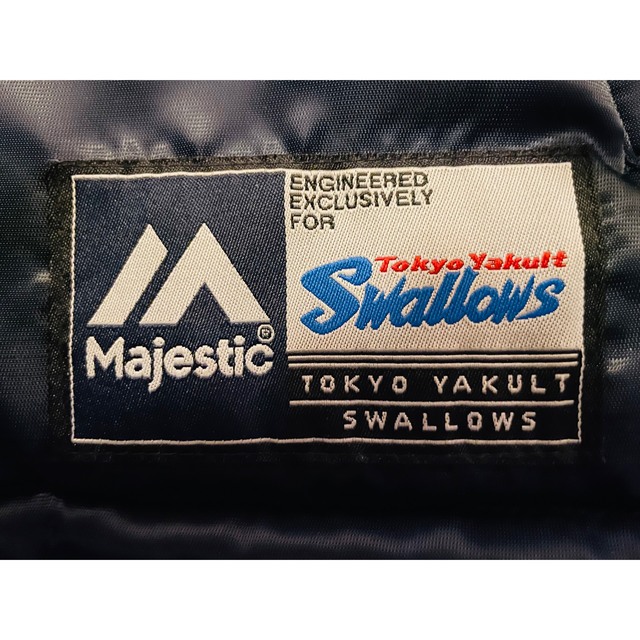 Majestic®
ENGINEERED
EXCLUSIVELY
FOR
Tokyo Yakult
Swallows
TOKYO YAKULT
SWALLOWS